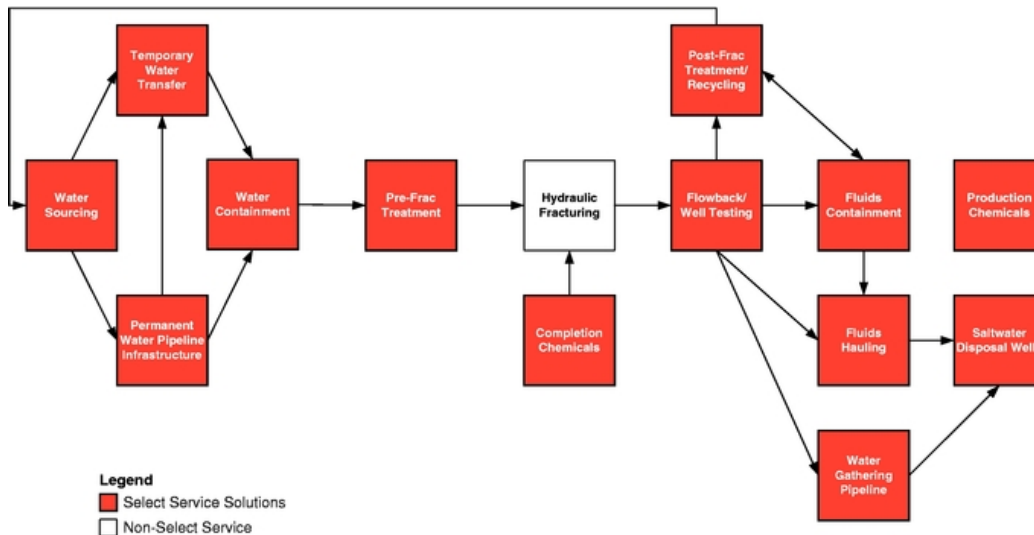 Temporary
Water
Transfer
Post-Frac
Treatment/
Recycling
Water
Sourcing
Water
Containment
Pre-Frac
Treatment
Hydraulic
Fracturing
Flowback/
Well Testing
Fluids
Containment
Production
Chemicals
Permanent
Water Pipeline
Infrastructure
Completion
Chemicals
Fluids
Hauling
Saltwater
Disposal Well
Water
Gathering
Pipeline
Legend
Select Service Solutions
Non-Select Service